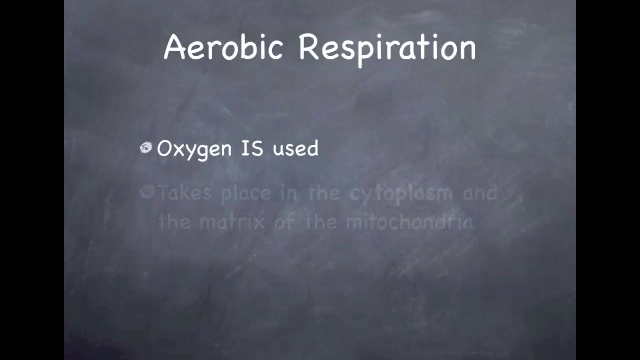 Aerobic Respiration
Oxygen IS used
Takes place in the cytoplasm and
the matrix of the mitochondria